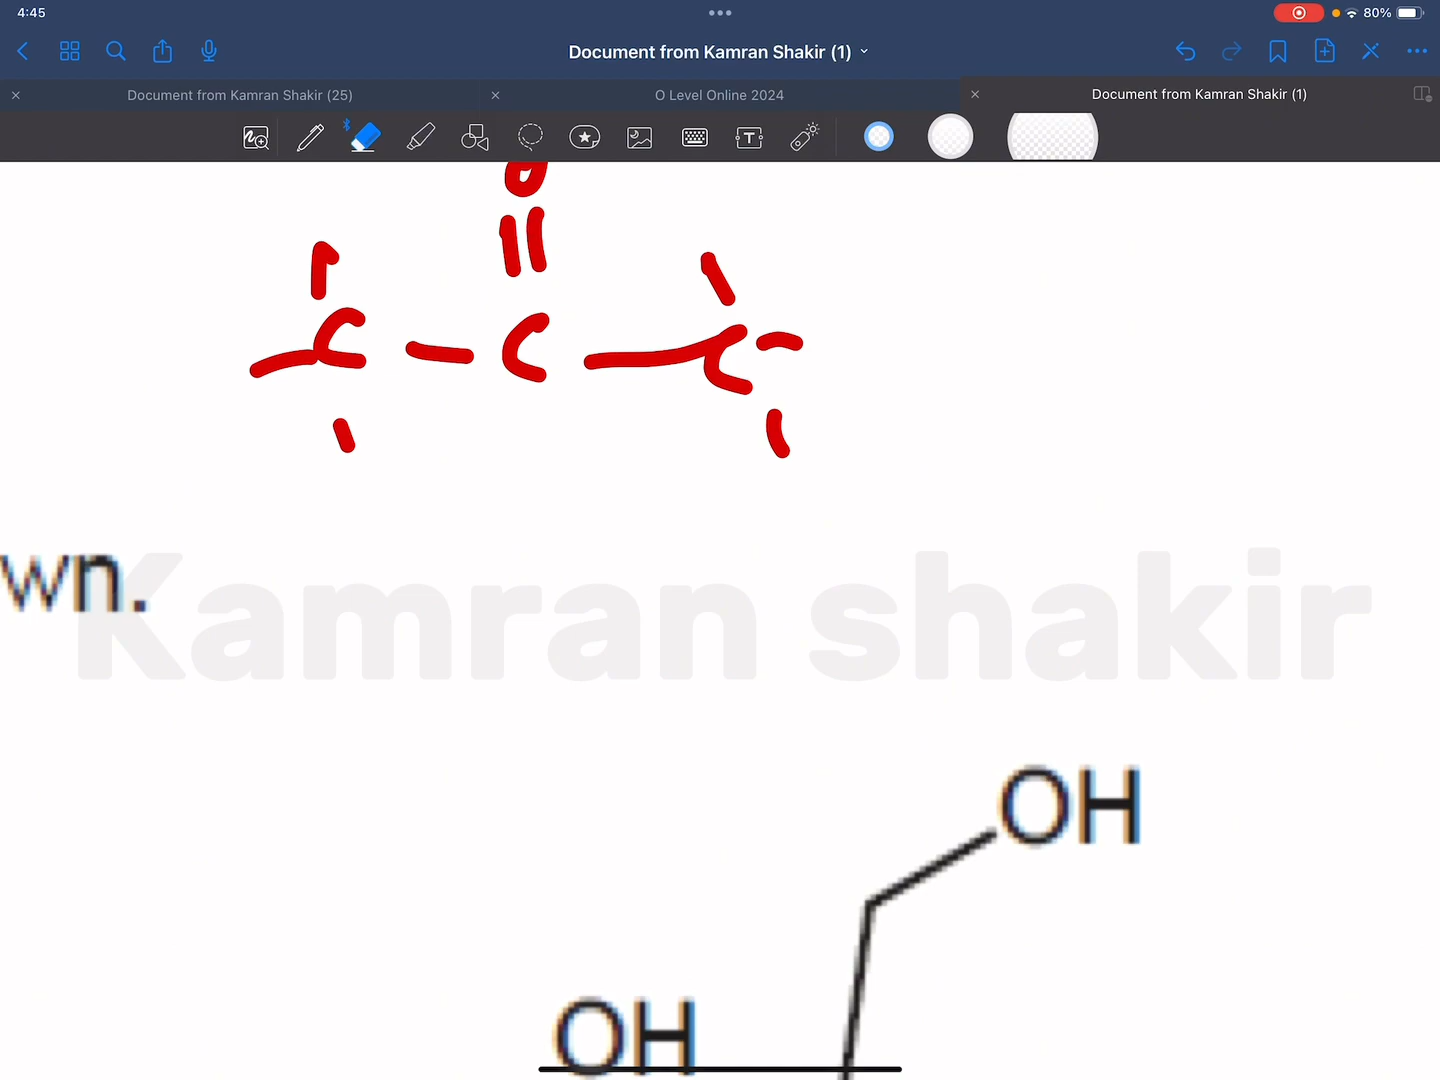 4:45
80%
Document from Kamran Shakir (1)
Document from Kamran Shakir (25)
O Level Online 2024
Document from Kamran Shakir (1)
T
O
C - C - C -
wn.
Kamran shakir
OH
OH